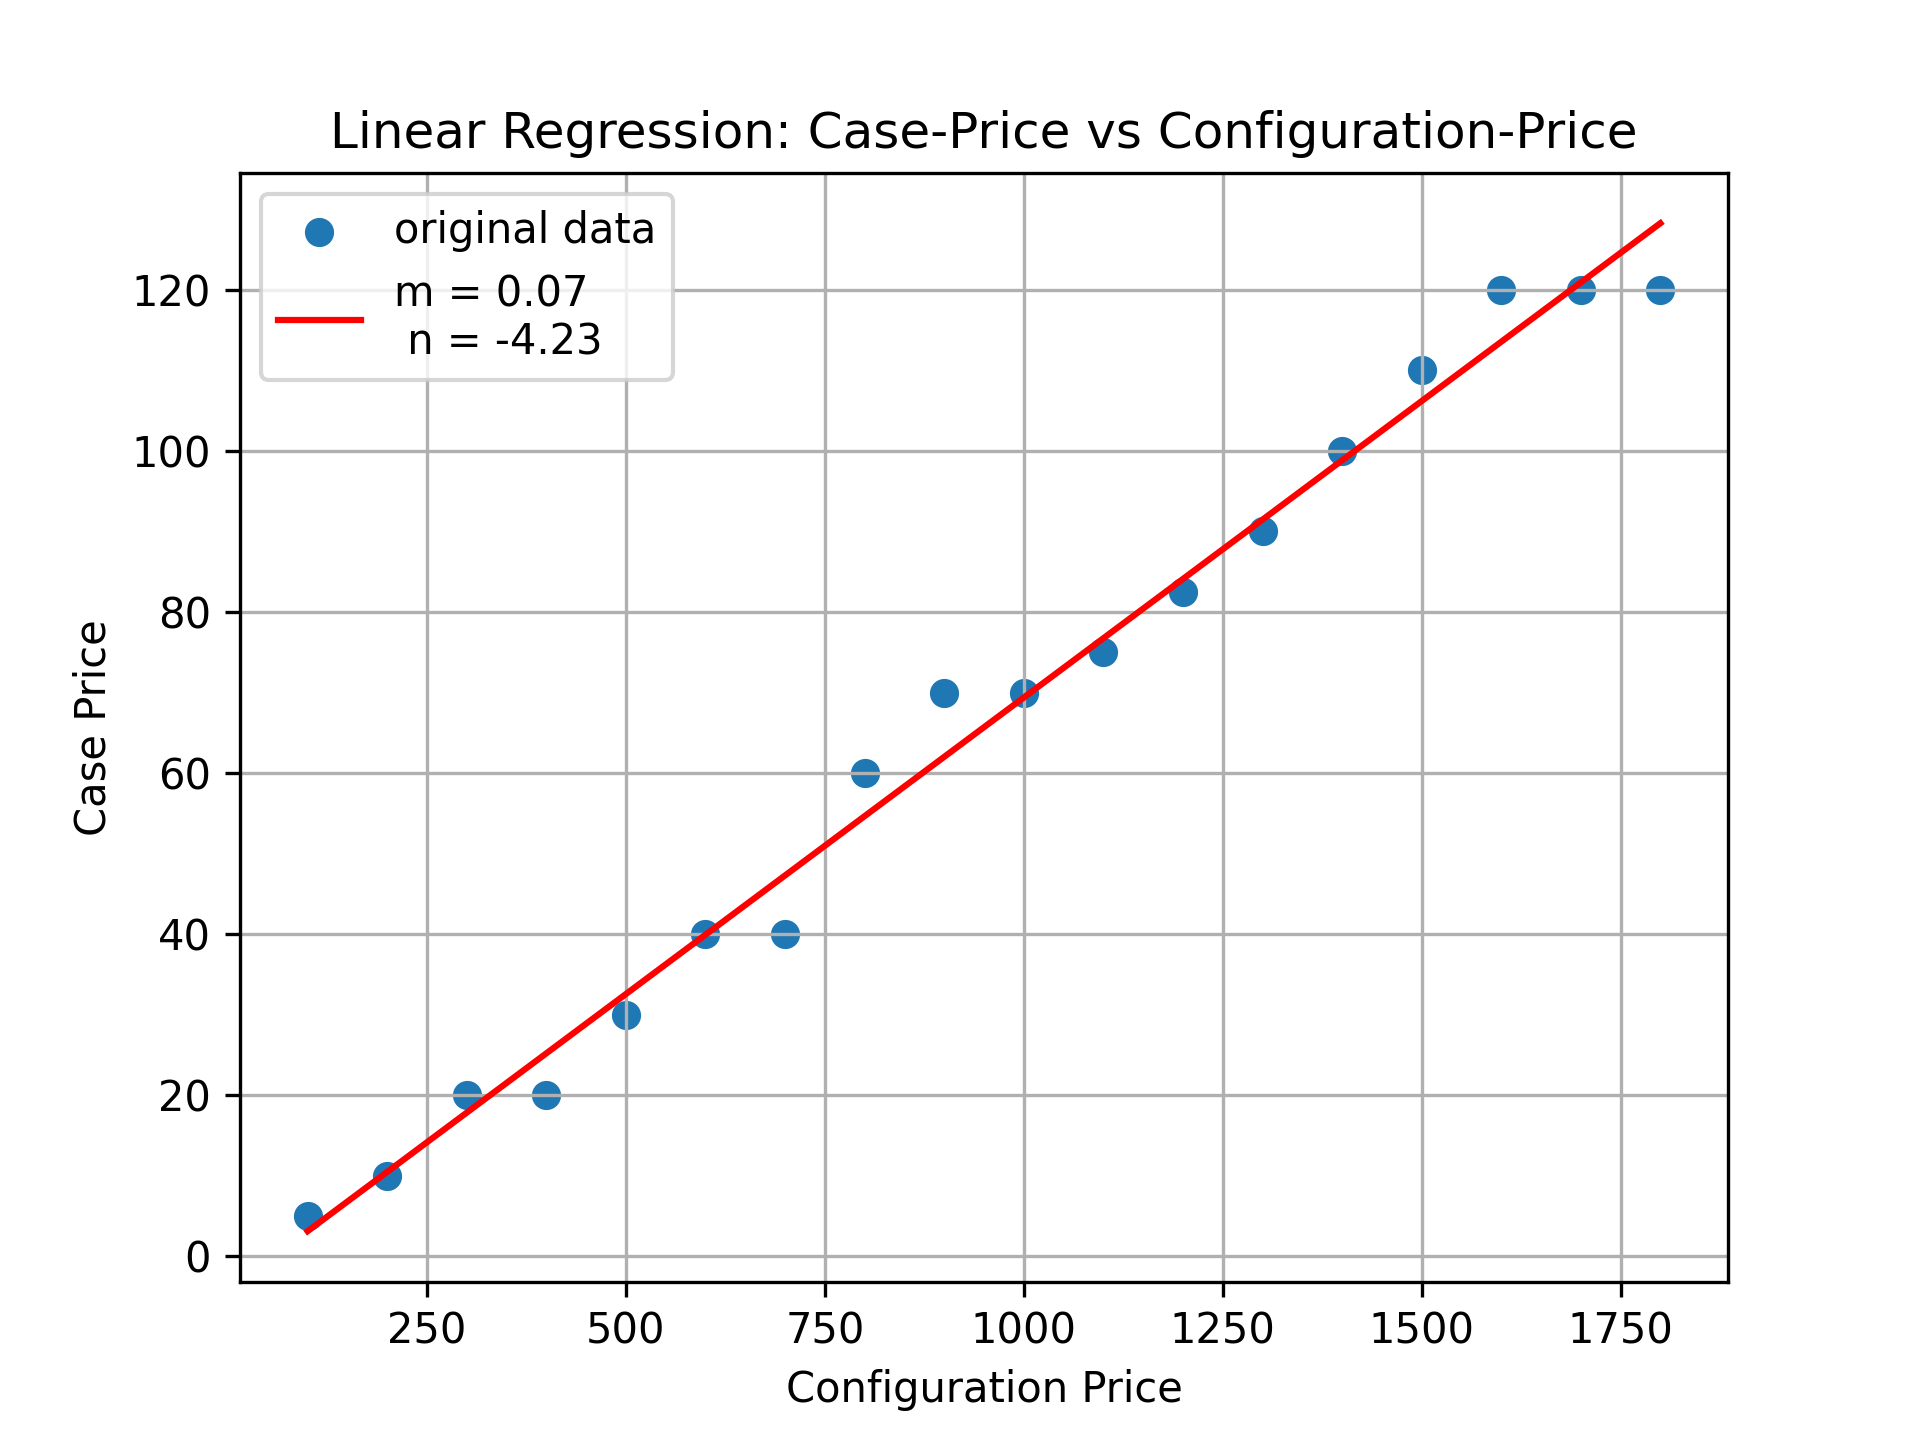 Linear Regression: Case-Price vs Configuration-Price
original data
m = 0.07
n = -4.23
120
100
80
60
40
20
0
Case Price
250 500 750 1000 1250 1500 1750
Configuration Price